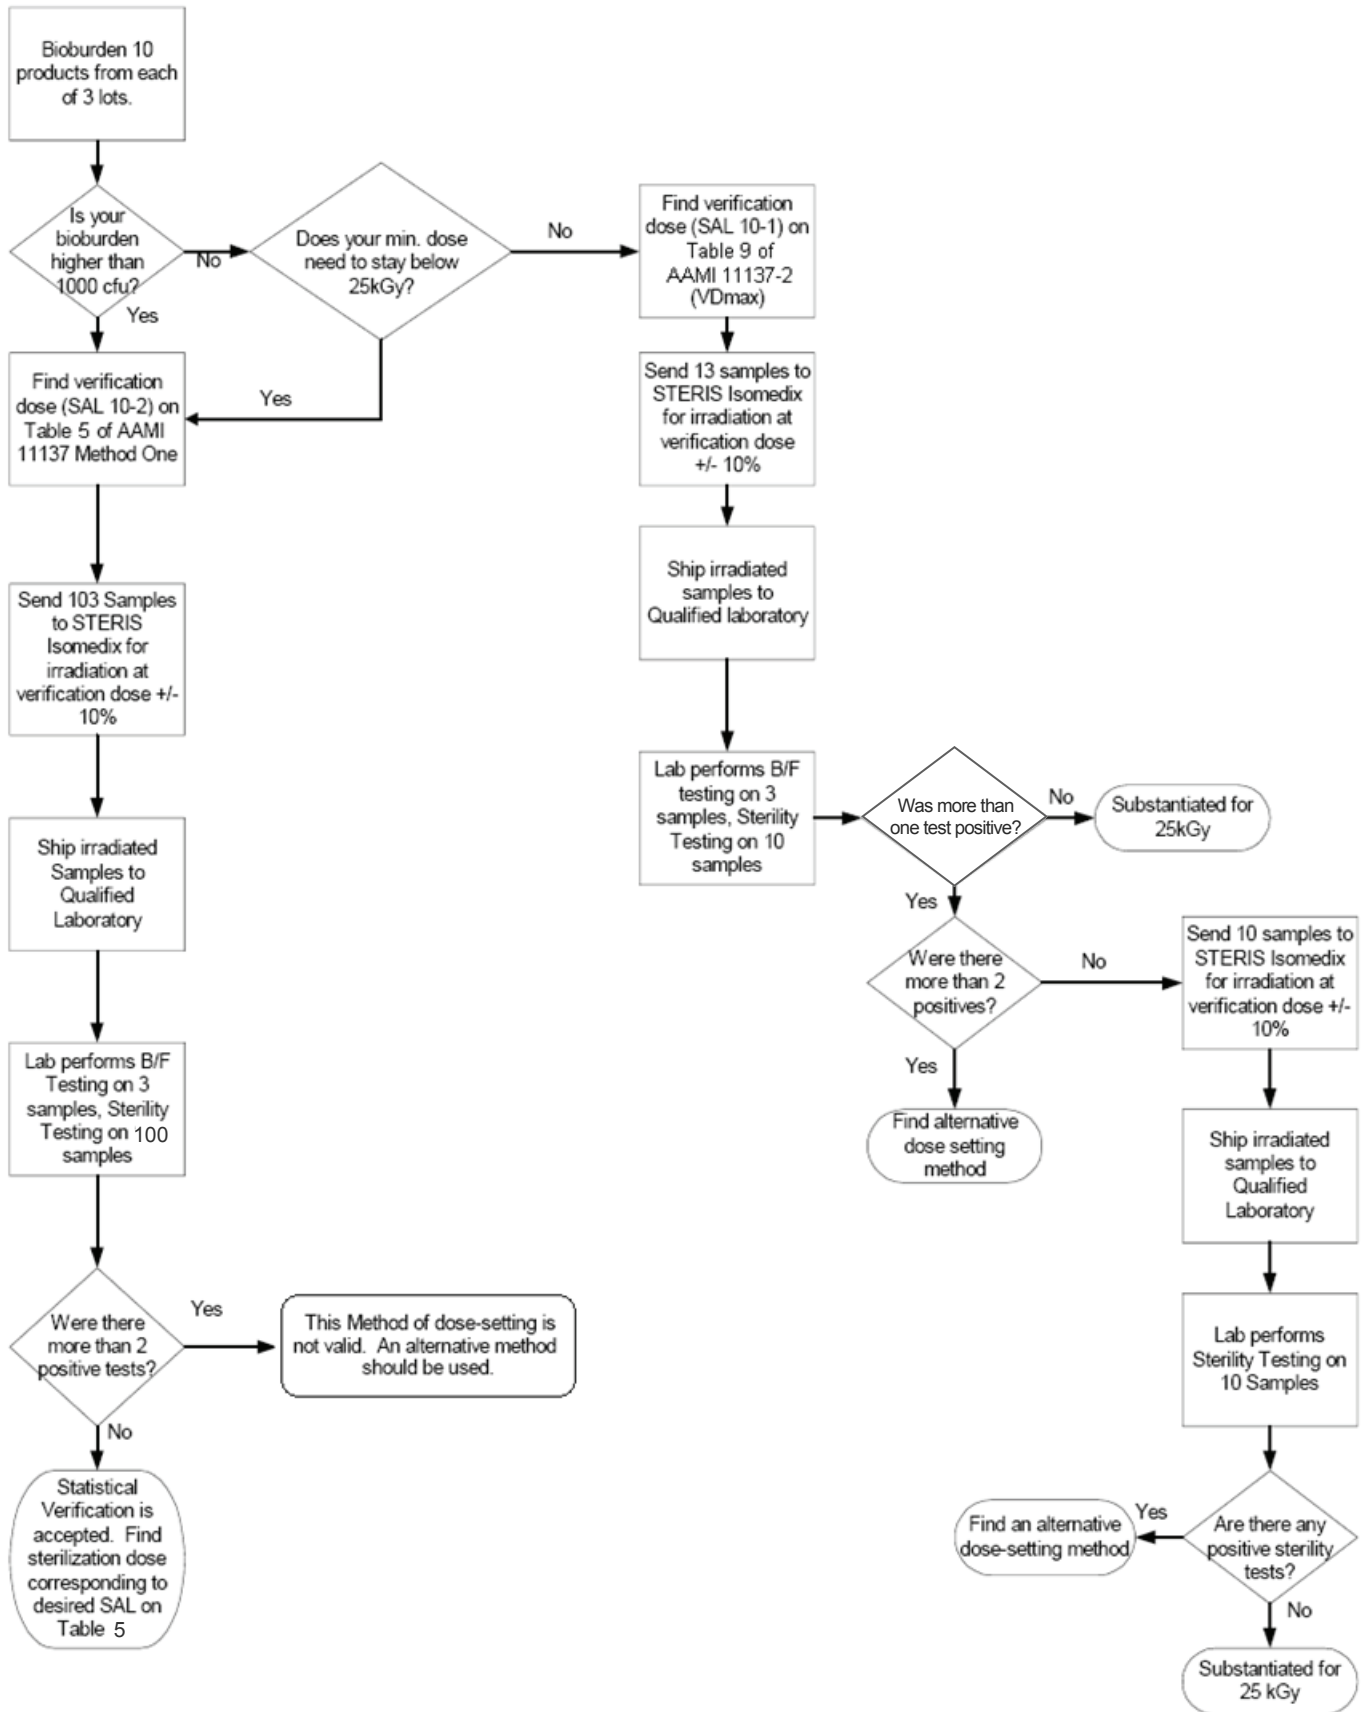 Bioburden 10
products from each
of 3 lots.
Is your
bioburden
higher than
1000 cfu?
No
Yes
Does your min. dose
need to stay below
25kGy?
No
Yes
Find verification
dose (SAL 10-1) on
Table 9 of
AAMI 11137-2
(VDmax)
Find verification
dose (SAL 10-2) on
Table 5 of AAMI
11137 Method One
Send 13 samples to
STERIS Isomedix
for irradiation at
verification dose
+/- 10%
Ship irradiated
samples to
Qualified laboratory
Send 103 Samples
to STERIS
Isomedix for
irradiation at
verification dose +/-
10%
Lab performs B/F
testing on 3
samples, Sterility
Testing on 10
samples
Was more than
one test positive?
No
Substantiated for
25kGy
Yes
Ship irradiated
Samples to
Qualified
Laboratory
Were there
more than 2
positives?
No
Send 10 samples to
STERIS Isomedix
for irradiation at
verification dose +/-
10%
Yes
Find alternative
dose setting
method
Lab performs B/F
Testing on 3
samples, Sterility
Testing on 100
samples
Ship irradiated
samples to
Qualified
Laboratory
Were there
more than 2
positive tests?
Yes
This Method of dose-setting is
not valid. An alternative method
should be used.
No
Lab performs
Sterility Testing on
10 Samples
Statistical
Verification is
accepted. Find
sterilization dose
corresponding to
desired SAL on
Table 5
Are there any
positive sterility
tests?
Yes
Find an alternative
dose-setting method
No
Substantiated for
25 kGy